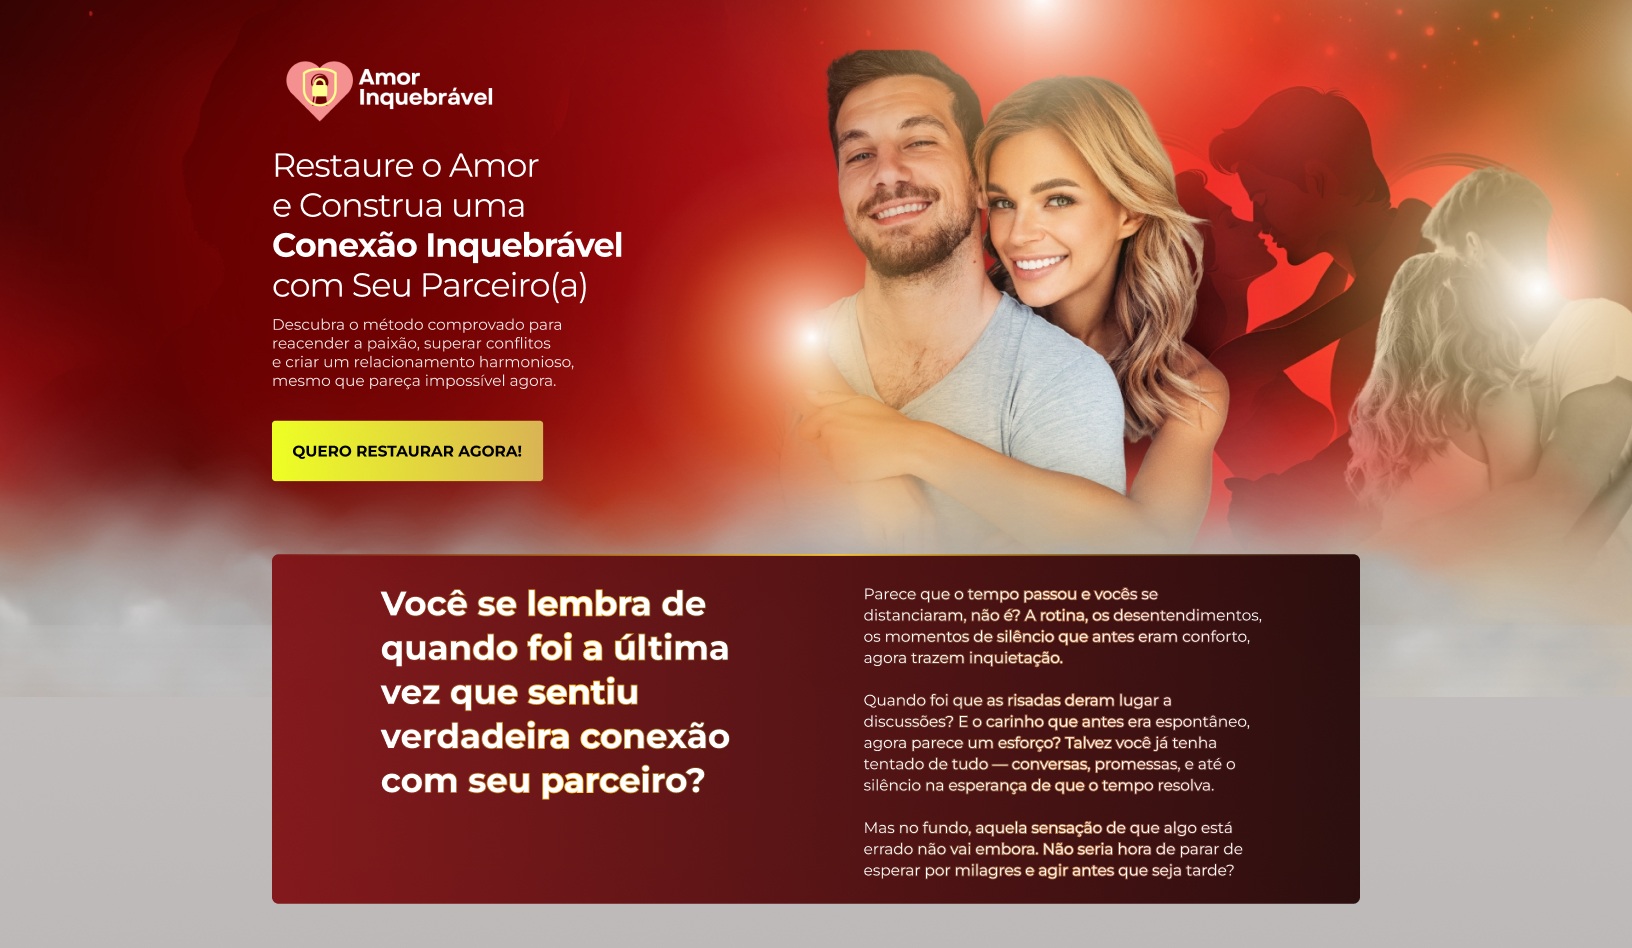 Amor
Inquebrável
Restaure o Amor
e Construa uma
Conexão Inquebrável
com Seu Parceiro(a)
Descubra o método comprovado para
reacender a paixão, superar conflitos
e criar um relacionamento harmonioso,
mesmo que pareça impossível agora.
QUERO RESTAURAR AGORA!
Você se lembra de
quando foi a última
vez que sentiu
verdadeira conexão
com seu parceiro?
Parece que o tempo passou e vocês se
distanciaram, não é? A rotina, os desentendimentos,
os momentos de silêncio que antes eram conforto,
agora trazem inquietação.
Quando foi que as risadas deram lugar a
discussões? E o carinho que antes era espontâneo,
agora parece um esforço? Talvez você já tenha
tentado de tudo — conversas, promessas, e até o
silêncio na esperança de que o tempo resolva.
Mas no fundo, aquela sensação de que algo está
errado não vai embora. Não seria hora de parar de
esperar por milagres e agir antes que seja tarde?